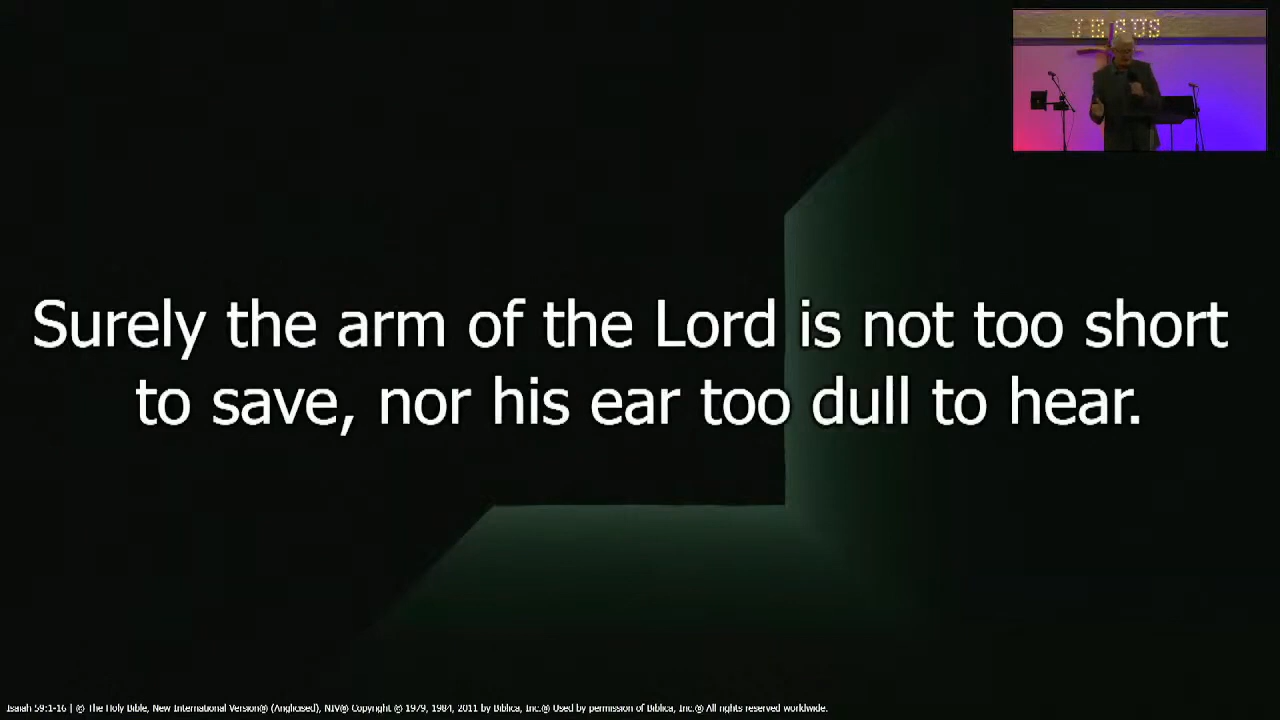 JESUS
Surely the arm of the Lord is not too short
to save, nor his ear too dull to hear.
Isaiah 59:1-16 | © The Holy Bible, New International Version® (Anglicised), NIV® Copyright © 1979, 1984, 2011 by Biblica, Inc.® Used by permission of Biblica, Inc.® All rights reserved worldwide.